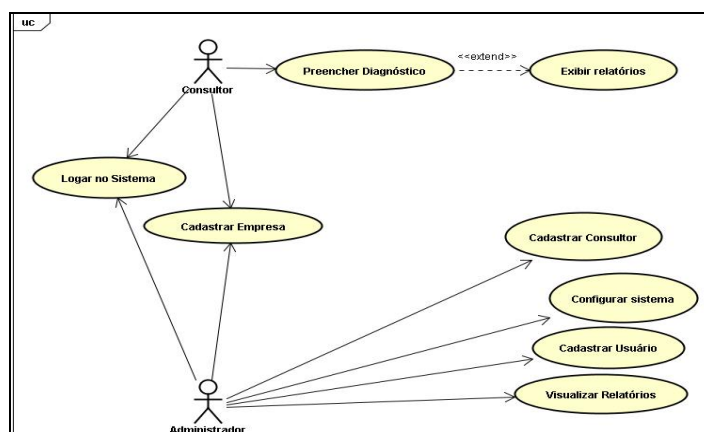 uc
Consultor
Preencher Diagnóstico
<<extend>>
Exibir relatórios
Logar no Sistema
Cadastrar Empresa
Cadastrar Consultor
Configurar sistema
Cadastrar Usuário
Visualizar Relatórios
Administrador